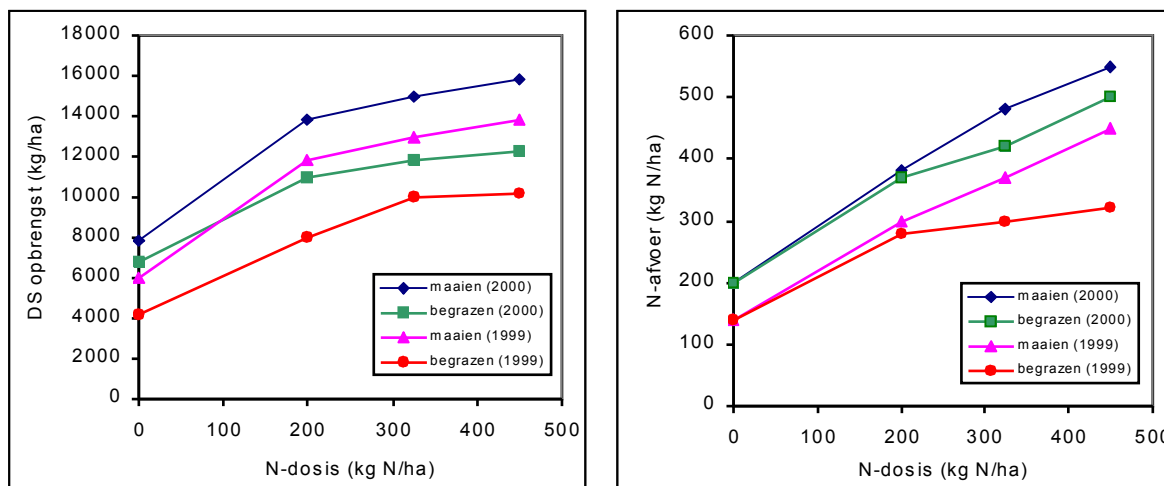 DS opbrengst (kg/ha)
18000
16000
14000
12000
10000
8000
6000
4000
2000
0
0 100 200 300 400 500
N-dosis (kg N/ha)
maaien (2000)
begrazen (2000)
maaien (1999)
begrazen (1999)
N-afvoer (kg N/ha)
600
500
400
300
200
100
0
0 100 200 300 400 500
N-dosis (kg N/ha)
maaien (2000)
begrazen (2000)
maaien (1999)
begrazen (1999)